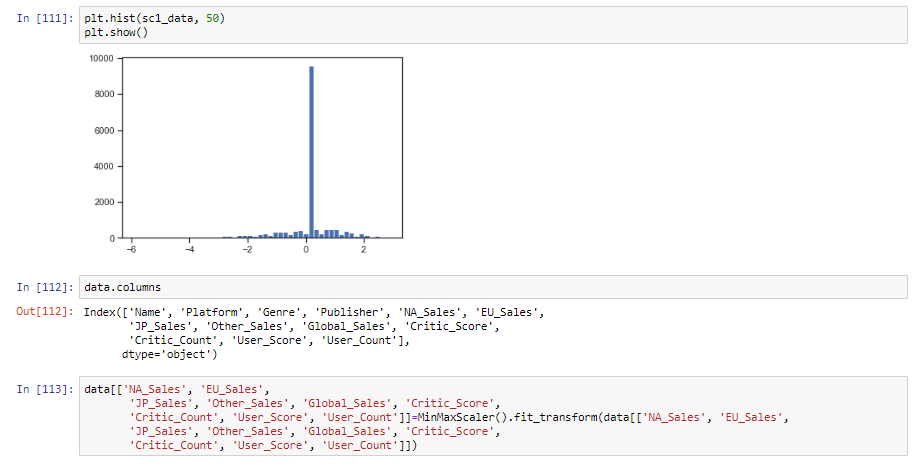 In [111]: plt.hist(sc1_data, 50)
plt.show()
10000
8000
6000
4000
2000
0
−6 −4 −2 0 2
In [112]: data.columns
Out[112]: Index(['Name', 'Platform', 'Genre', 'Publisher', 'NA_Sales', 'EU_Sales',
'JP_Sales', 'Other_Sales', 'Global_Sales', 'Critic_Score',
'Critic_Count', 'User_Score', 'User_Count'],
dtype='object')
In [113]: data[['NA_Sales', 'EU_Sales',
'JP_Sales', 'Other_Sales', 'Global_Sales', 'Critic_Score',
'Critic_Count', 'User_Score', 'User_Count']]=MinMaxScaler().fit_transform(data[['NA_Sales', 'EU_Sales',
'JP_Sales', 'Other_Sales', 'Global_Sales', 'Critic_Score',
'Critic_Count', 'User_Score', 'User_Count']])